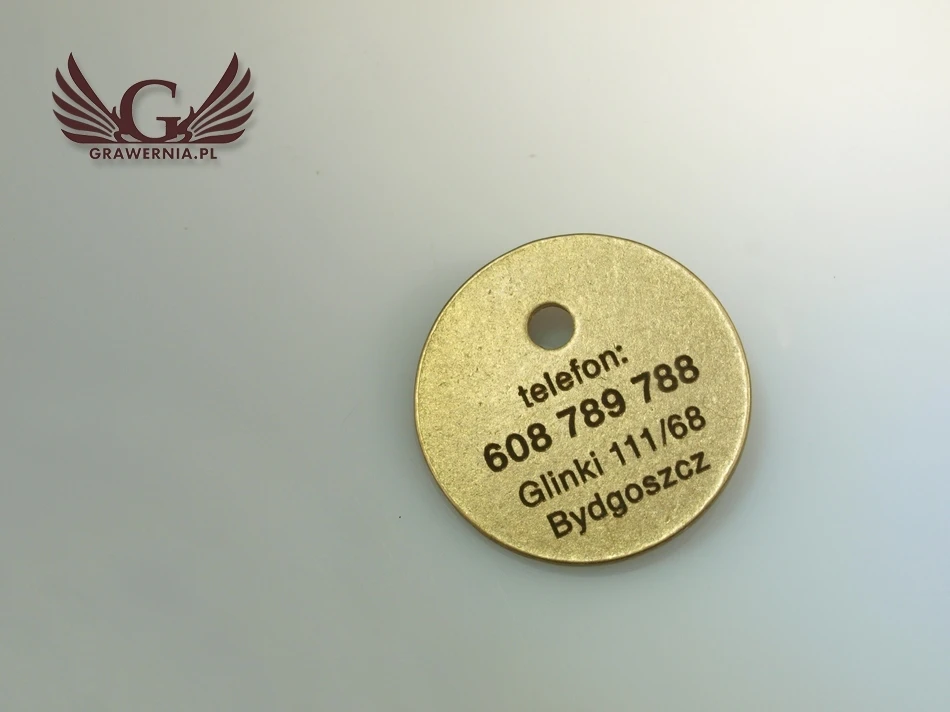 G
GRAWERNIA.PL
telefon:
608 789 788
Glinki 111/68
Bydgoszcz